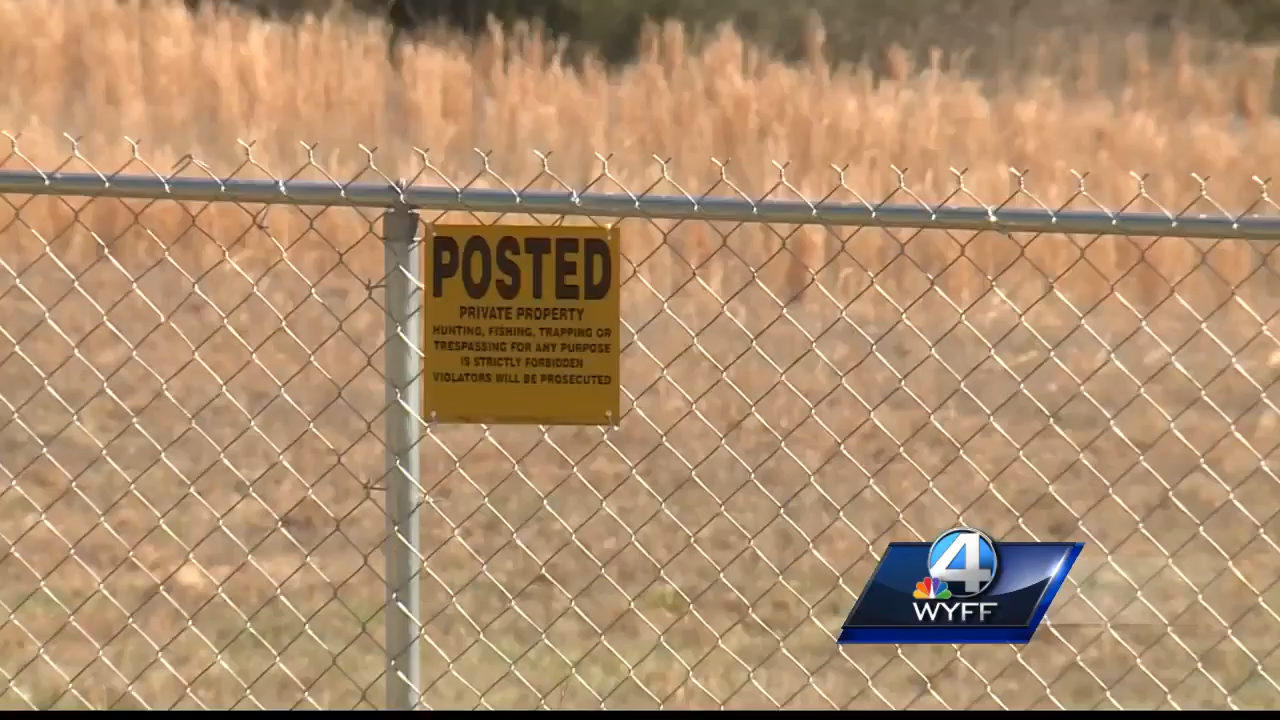 POSTED
PRIVATE PROPERTY
HUNTING, FISHING, TRAPPING OR
TRESPASSING FOR ANY PURPOSE
IS STRICTLY FORBIDDEN
VIOLATORS WILL BE PROSECUTED
4
WYFF